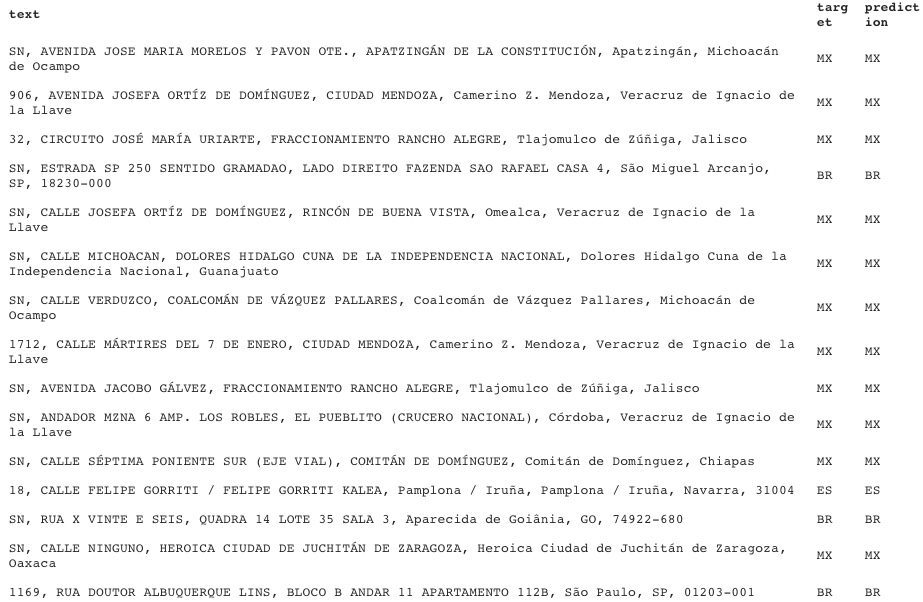 text targ predict
et ion
SN, AVENIDA JOSE MARIA MORELOS Y PAVON OTE., APATZINGÁN DE LA CONSTITUCIÓN, Apatzingán, Michoacán
de Ocampo MX MX
906, AVENIDA JOSEFA ORTÍZ DE DOMÍNGUEZ, CIUDAD MENDOZA, Camerino Z. Mendoza, Veracruz de Ignacio de
la Llave MX MX
32, CIRCUITO JOSÉ MARÍA URIARTE, FRACCIONAMIENTO RANCHO ALEGRE, Tlajomulco de Zúñiga, Jalisco MX MX
SN, ESTRADA SP 250 SENTIDO GRAMADAO, LADO DIREITO FAZENDA SAO RAFAEL CASA 4, São Miguel Arcanjo,
SP, 18230-000 BR BR
SN, CALLE JOSEFA ORTÍZ DE DOMÍNGUEZ, RINCÓN DE BUENA VISTA, Omealca, Veracruz de Ignacio de la
Llave MX MX
SN, CALLE MICHOACAN, DOLORES HIDALGO CUNA DE LA INDEPENDENCIA NACIONAL, Dolores Hidalgo Cuna de la
Independencia Nacional, Guanajuato MX MX
SN, CALLE VERDUZCO, COALCOMÁN DE VÁZQUEZ PALLARES, Coalcomán de Vázquez Pallares, Michoacán de
Ocampo MX MX
1712, CALLE MÁRTIRES DEL 7 DE ENERO, CIUDAD MENDOZA, Camerino Z. Mendoza, Veracruz de Ignacio de la
Llave MX MX
SN, AVENIDA JACOBO GÁLVEZ, FRACCIONAMIENTO RANCHO ALEGRE, Tlajomulco de Zúñiga, Jalisco MX MX
SN, ANDADOR MZNA 6 AMP. LOS ROBLES, EL PUEBLITO (CRUCERO NACIONAL), Córdoba, Veracruz de Ignacio de
la Llave MX MX
SN, CALLE SÉPTIMA PONIENTE SUR (EJE VIAL), COMITÁN DE DOMÍNGUEZ, Comitán de Domínguez, Chiapas MX MX
18, CALLE FELIPE GORRITI / FELIPE GORRITI KALEA, Pamplona / Iruña, Pamplona / Iruña, Navarra, 31004 ES ES
SN, RUA X VINTE E SEIS, QUADRA 14 LOTE 35 SALA 3, Aparecida de Goiânia, GO, 74922-680 BR BR
SN, CALLE NINGUNO, HEROICA CIUDAD DE JUCHITÁN DE ZARAGOZA, Heroica Ciudad de Juchitán de Zaragoza,
Oaxaca MX MX
1169, RUA DOUTOR ALBUQUERQUE LINS, BLOCO B ANDAR 11 APARTAMENTO 112B, São Paulo, SP, 01203-001 BR BR